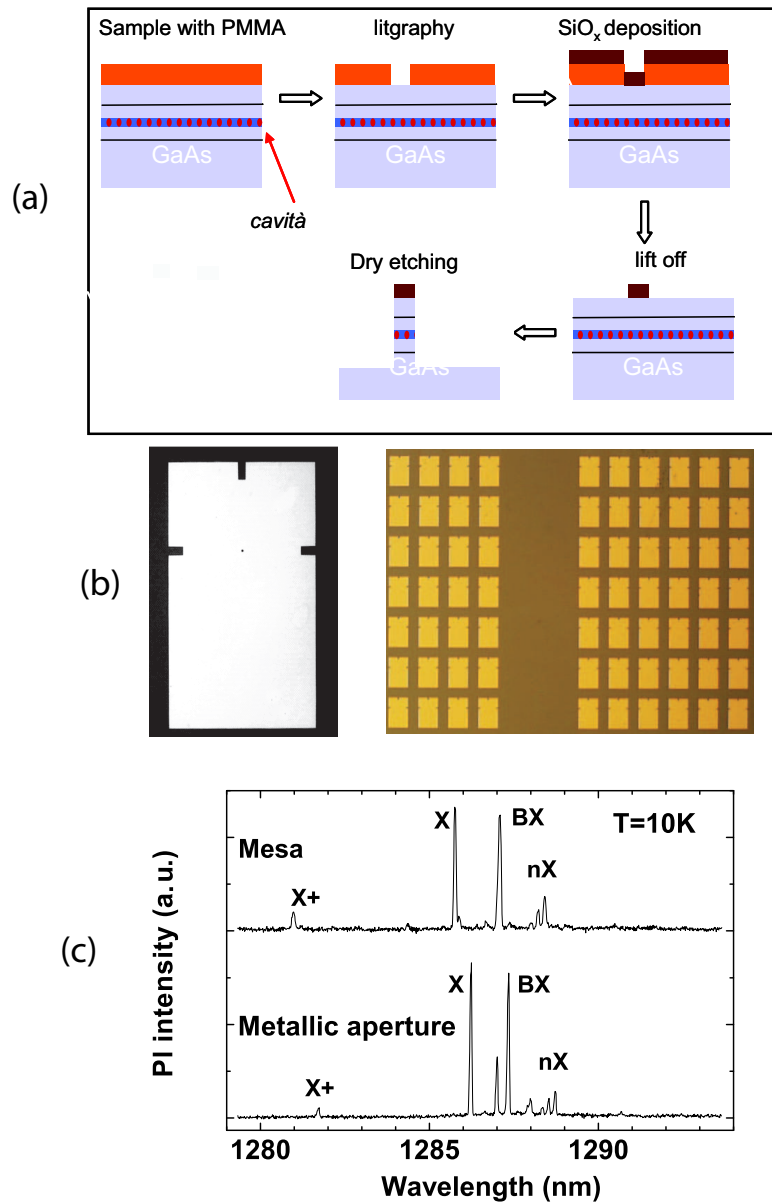 Sample with PMMA
litgraphy
SiOx deposition
GaAs
GaAs
GaAs
(a)
cavità
Dry etching
lift off
GaAs
GaAs
(b)
(c)
PI intensity (a.u.)
T=10K
Mesa
X+
X
BX
nX
Metallic aperture
X+
X
BX
nX
1280
1285
1290
Wavelength (nm)